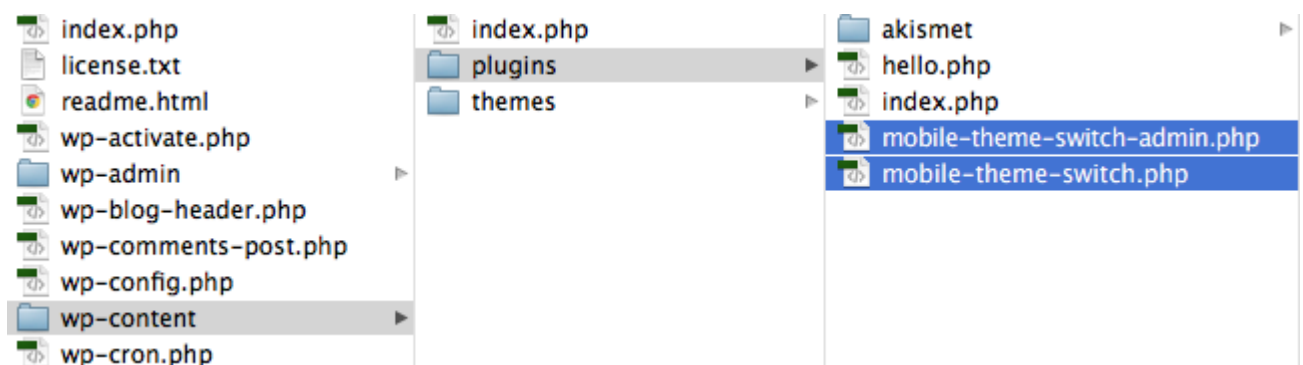 index.php
license.txt
readme.html
wp-activate.php
wp-admin
wp-blog-header.php
wp-comments-post.php
wp-config.php
wp-content
wp-cron.php
index.php
plugins
themes
akismet
hello.php
index.php
mobile-theme-switch-admin.php
mobile-theme-switch.php